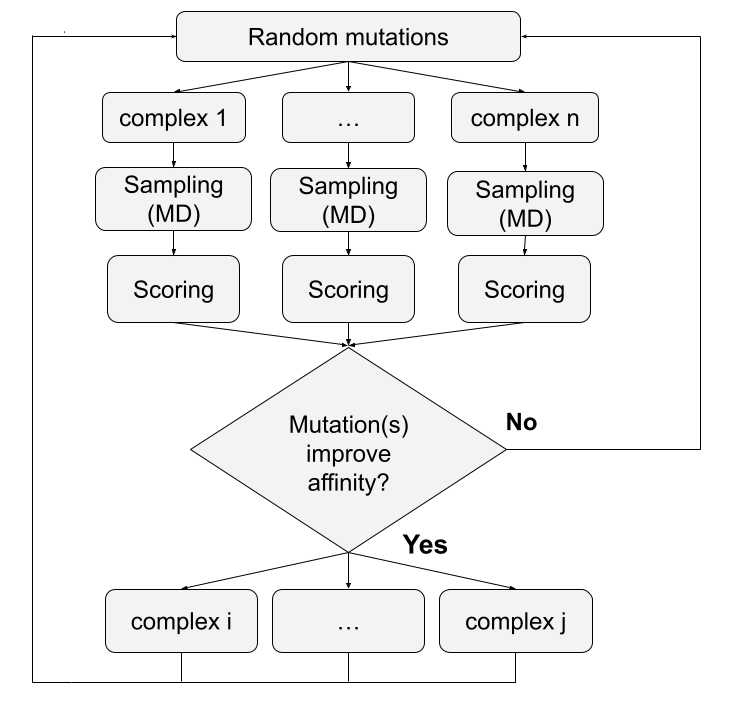 Random mutations
complex 1
…
complex n
Sampling
(MD)
Sampling
(MD)
Sampling
(MD)
Scoring
Scoring
Scoring
Mutation(s)
improve
affinity?
No
Yes
complex i
…
complex j